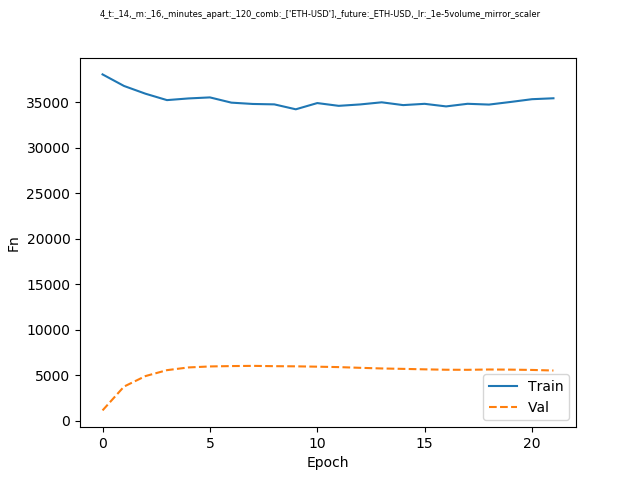 4_t:_14,_m:_16,_minutes_apart:_120_comb:_['ETH-USD'],_future:_ETH-USD,_lr:_1e-5volume_mirror_scaler
35000
30000
25000
20000
15000
10000
5000
0
Fn
0 5 10 15 20
Epoch
Train
Val